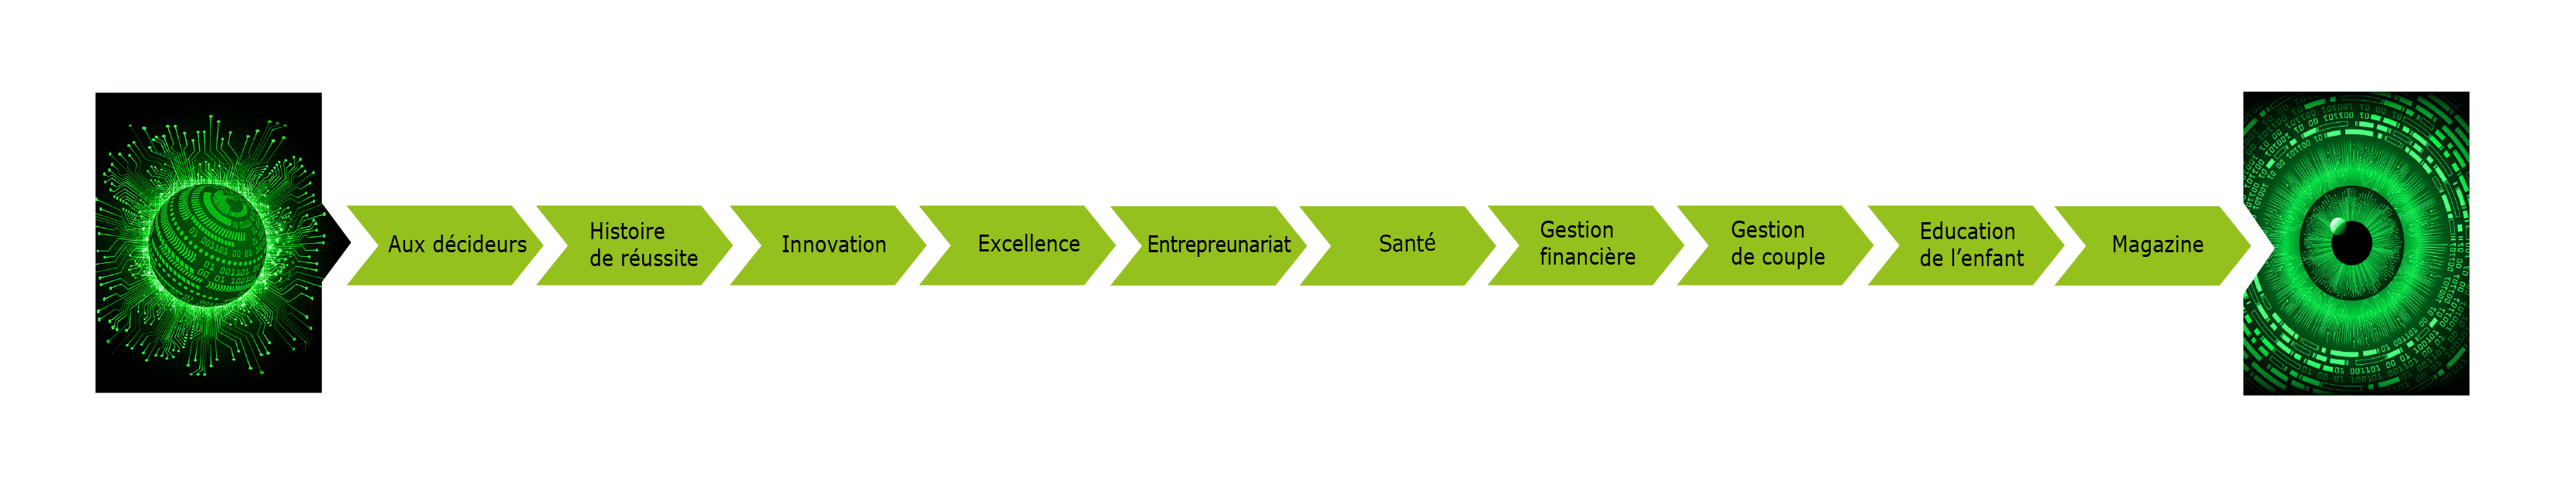 Aux décideurs
Histoire
de réussite
Innovation
Excellence
Entrepreunariat
Santé
Gestion
financière
Gestion
de couple
Education
de l’enfant
Magazine